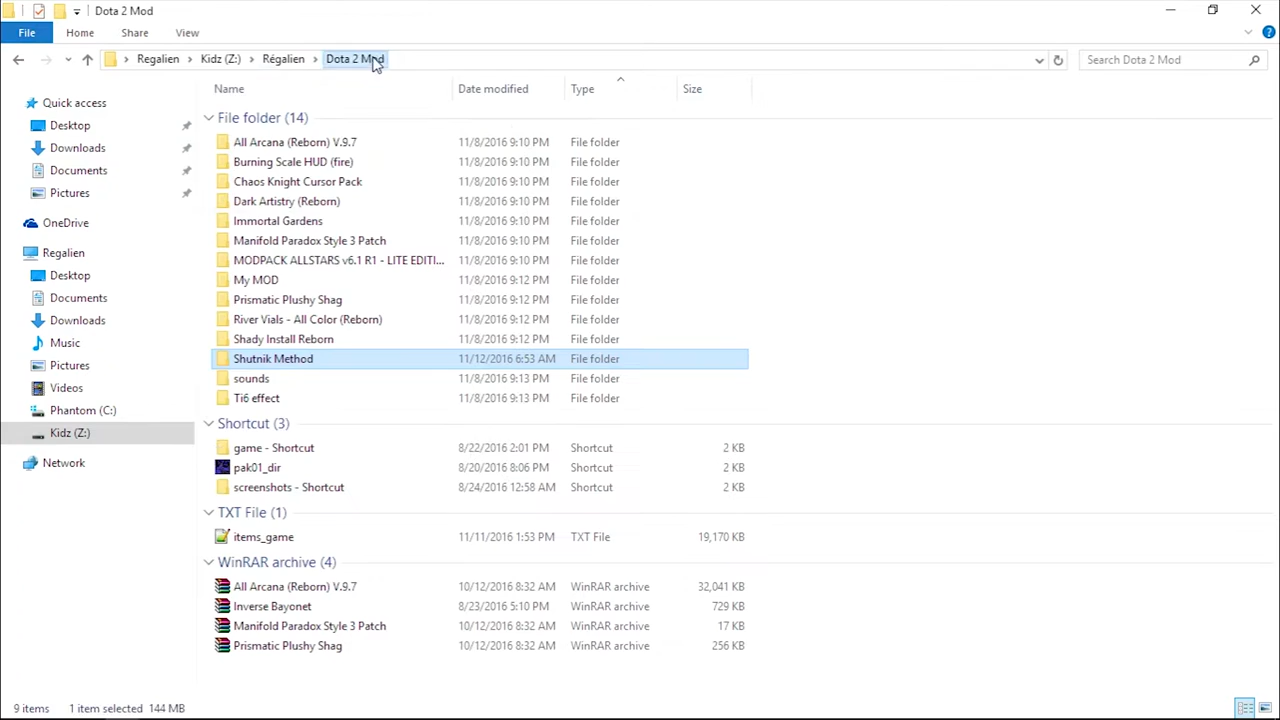 Dota 2 Mod
File Home Share View
Regalien Kidz (Z:) Régalien Dota 2 Mod Search Dota 2 Mod
Name Date modified Type Size
Quick access
Desktop
Downloads
Documents
Pictures
OneDrive
Regalien
Desktop
Documents
Downloads
Music
Pictures
Videos
Phantom (C:)
Kidz (Z:)
Network
File folder (14)
All Arcana (Reborn) V.9.7 11/8/2016 9:10 PM File folder
Burning Scale HUD (fire) 11/8/2016 9:10 PM File folder
Chaos Knight Cursor Pack 11/8/2016 9:10 PM File folder
Dark Artistry (Reborn) 11/8/2016 9:10 PM File folder
Immortal Gardens 11/8/2016 9:10 PM File folder
Manifold Paradox Style 3 Patch 11/8/2016 9:10 PM File folder
MODPACK ALLSTARS v6.1 R1 - LITE EDITI... 11/8/2016 9:10 PM File folder
My MOD 11/8/2016 9:12 PM File folder
Prismatic Plushy Shag 11/8/2016 9:12 PM File folder
River Vials - All Color (Reborn) 11/8/2016 9:12 PM File folder
Shady Install Reborn 11/8/2016 9:12 PM File folder
Shutnik Method 11/12/2016 6:53 AM File folder
sounds 11/8/2016 9:13 PM File folder
Ti6 effect 11/8/2016 9:13 PM File folder
Shortcut (3)
game - Shortcut 8/22/2016 2:01 PM Shortcut 2 KB
pak01_dir 8/20/2016 8:06 PM Shortcut 2 KB
screenshots - Shortcut 8/24/2016 12:58 AM Shortcut 2 KB
TXT File (1)
items_game 11/11/2016 1:53 PM TXT File 19,170 KB
WinRAR archive (4)
All Arcana (Reborn) V.9.7 10/12/2016 8:32 AM WinRAR archive 32,041 KB
Inverse Bayonet 8/23/2016 5:10 PM WinRAR archive 729 KB
Manifold Paradox Style 3 Patch 10/12/2016 8:32 AM WinRAR archive 17 KB
Prismatic Plushy Shag 10/12/2016 8:32 AM WinRAR archive 256 KB
9 items 1 item selected 144 MB